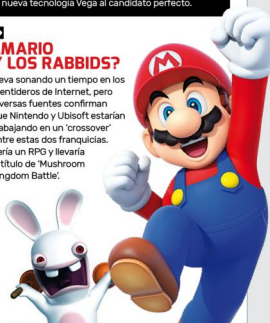 nueva tecnología Vega al candidato perfecto.
MARIO
Y LOS RABBIDS?
eva sonando un tiempo en los
entideros de Internet, pero
versas fuentes confirman
ue Nintendo y Ubisoft estarían
abajando en un 'crossover'
ntre estas dos franquicias.
ería un RPG y llevaría
título de 'Mushroom
ngdom Battle'.
M